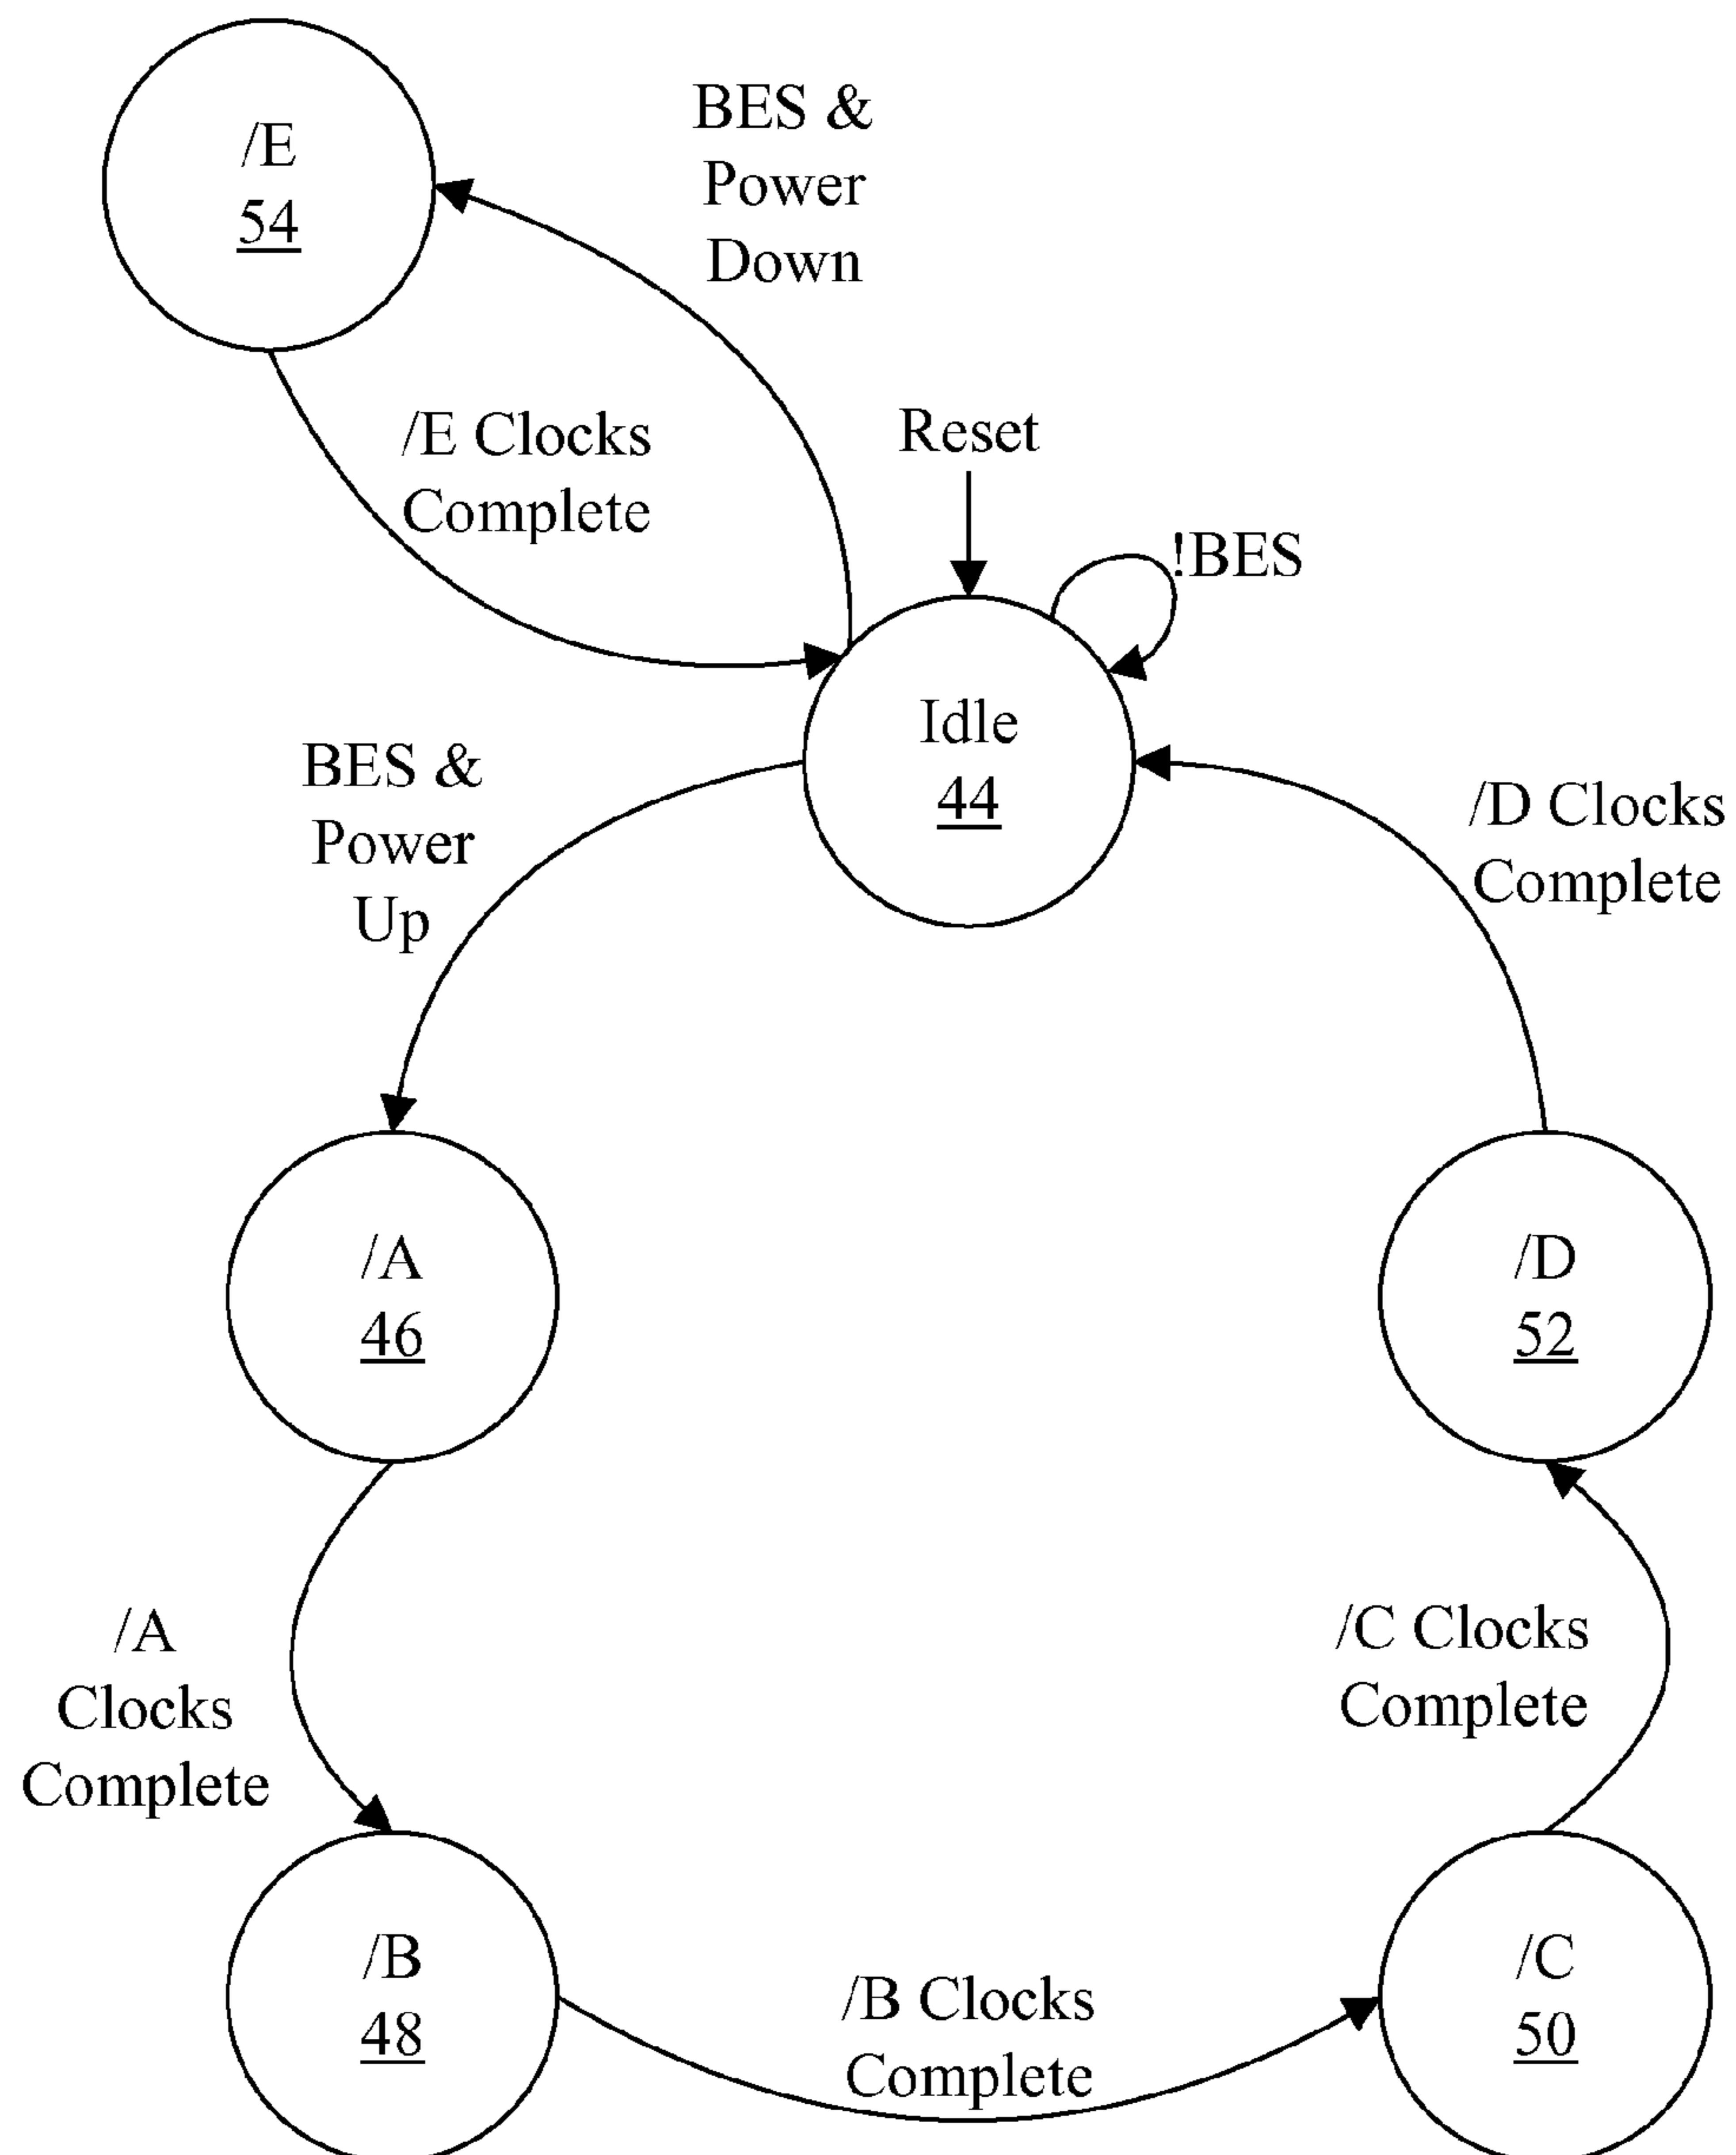 /E
54
BES &
Power
Down
/E Clocks
Complete
Reset
!BES
Idle
44
BES &
Power
Up
/D Clocks
Complete
/A
46
/D
52
/A
Clocks
Complete
/C Clocks
Complete
/B
48
/B Clocks
Complete
/C
50